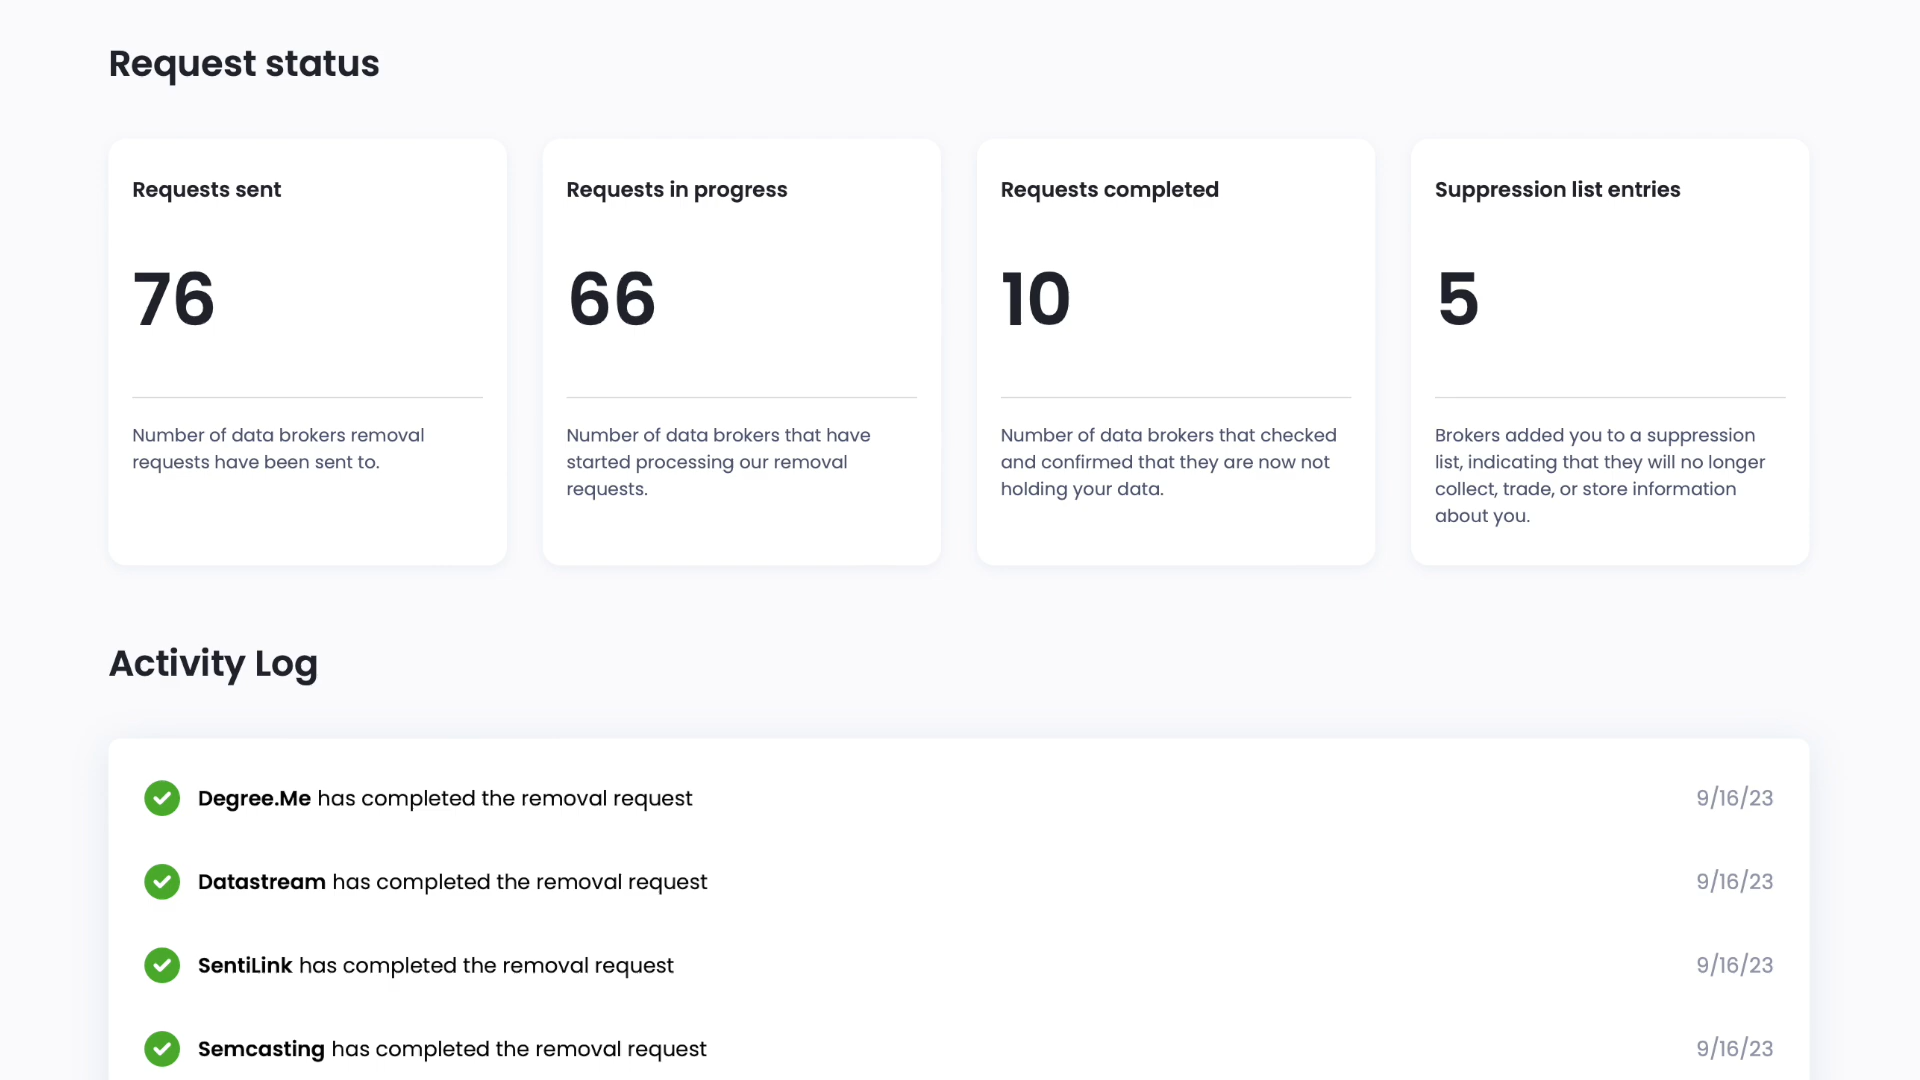 Request status
Requests sent
76
Number of data brokers removal
requests have been sent to.
Requests in progress
66
Number of data brokers that have
started processing our removal
requests.
Requests completed
10
Number of data brokers that checked
and confirmed that they are now not
holding your data.
Suppression list entries
5
Brokers added you to a suppression
list, indicating that they will no longer
collect, trade, or store information
about you.
Activity Log
Degree.Me has completed the removal request 9/16/23
Datastream has completed the removal request 9/16/23
SentiLink has completed the removal request 9/16/23
Semcasting has completed the removal request 9/16/23